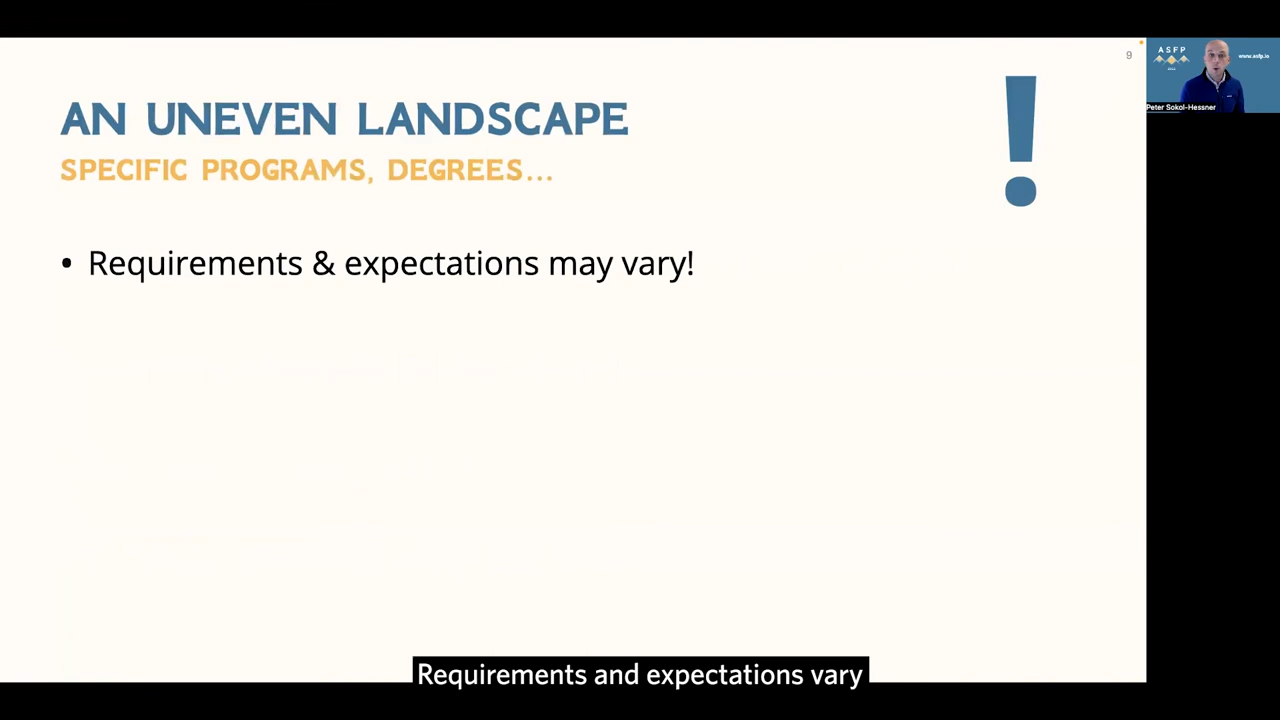 9
AN UNEVEN LANDSCAPE
SPECIFIC PROGRAMS, DEGREES...
!
• Requirements & expectations may vary!
Requirements and expectations vary
ASFP
www.asfp.io
Peter Sokol-Hessner